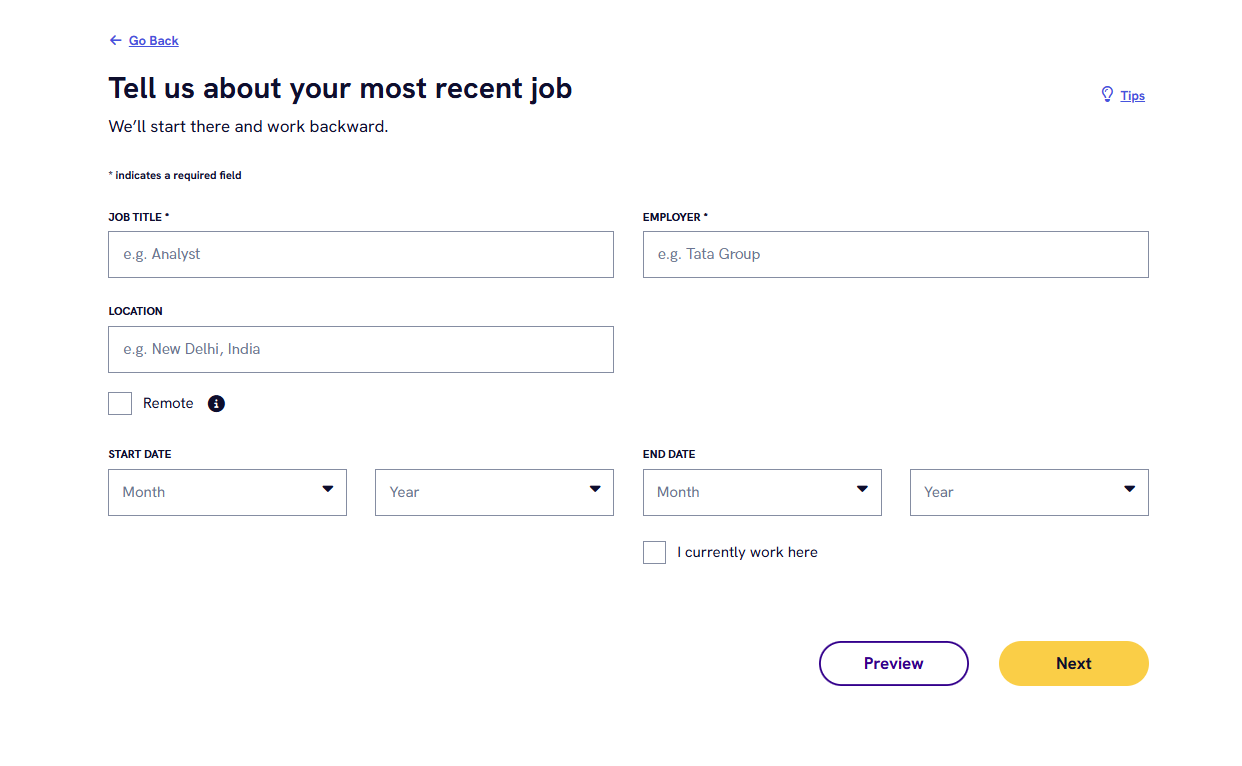 Go Back
Tell us about your most recent job
Tips
We’ll start there and work backward.
* indicates a required field
JOB TITLE *
EMPLOYER *
e.g. Analyst
e.g. Tata Group
LOCATION
e.g. New Delhi, India
Remote
START DATE
END DATE
Month
Year
Month
Year
I currently work here
Preview
Next